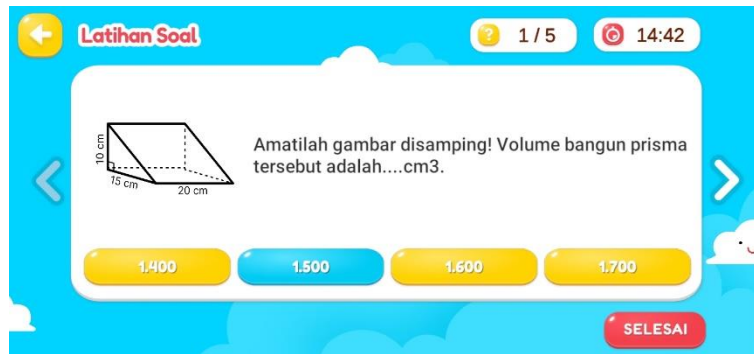 Latihan Soal
? 1 / 5
14:42
10 cm
15 cm
20 cm
Amatilah gambar disamping! Volume bangun prisma
tersebut adalah....cm3.
1.400
1.500
1.600
1.700
SELESAI